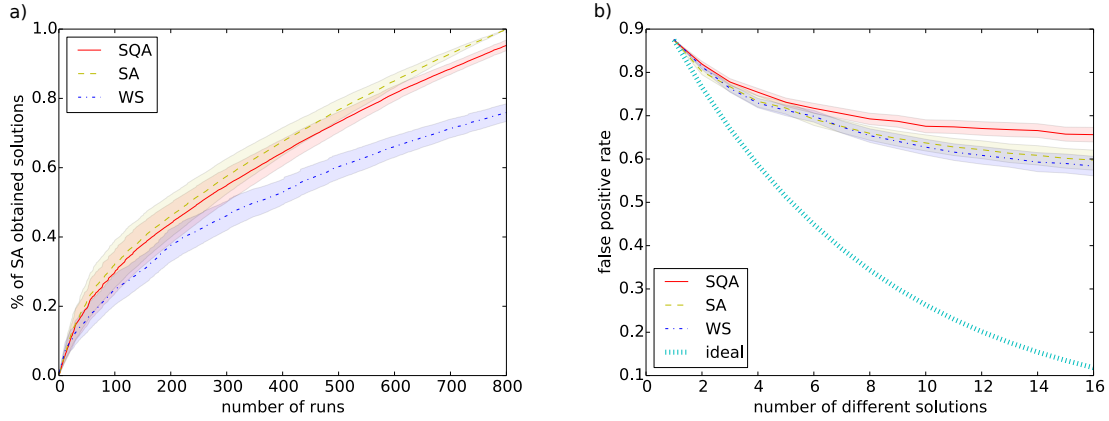 a)
% of SA obtained solutions
1.0
0.8
0.6
0.4
0.2
0.0
SQA
SA
WS
0 100 200 300 400 500 600 700 800
number of runs
b)
false positive rate
0.9
0.8
0.7
0.6
0.5
0.4
0.3
0.2
0.1
SQA
SA
WS
ideal
0 2 4 6 8 10 12 14 16
number of different solutions